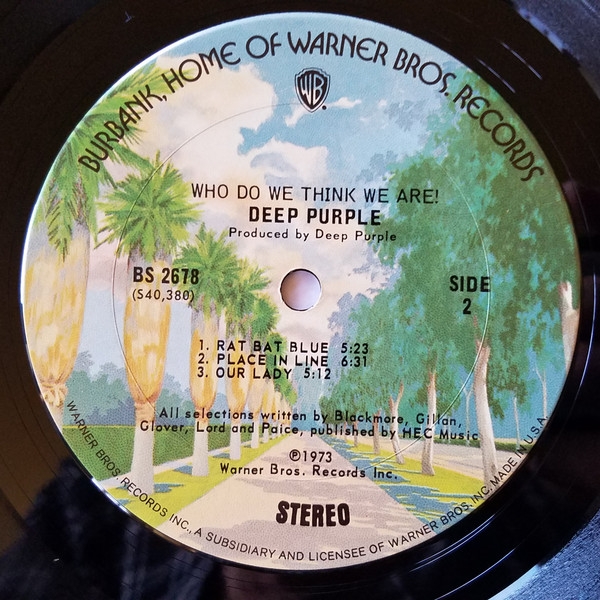 BURBANK, HOME OF WARNER BROS. RECORDS
WB
WHO DO WE THINK WE ARE!
DEEP PURPLE
Produced by Deep Purple
BS 2678
(S40,380)
SIDE
2
1. RAT BAT BLUE 5:23
2. PLACE IN LINE 6:31
3. OUR LADY 5:12
All selections written by Blackmore, Gillan,
Glover, Lord and Paice, published by HEC Music
℗1973
Warner Bros. Records Inc.
STEREO
WARNER BROS. RECORDS INC., A SUBSIDIARY AND LICENSEE OF WARNER BROS. INC. MADE IN U.S.A.